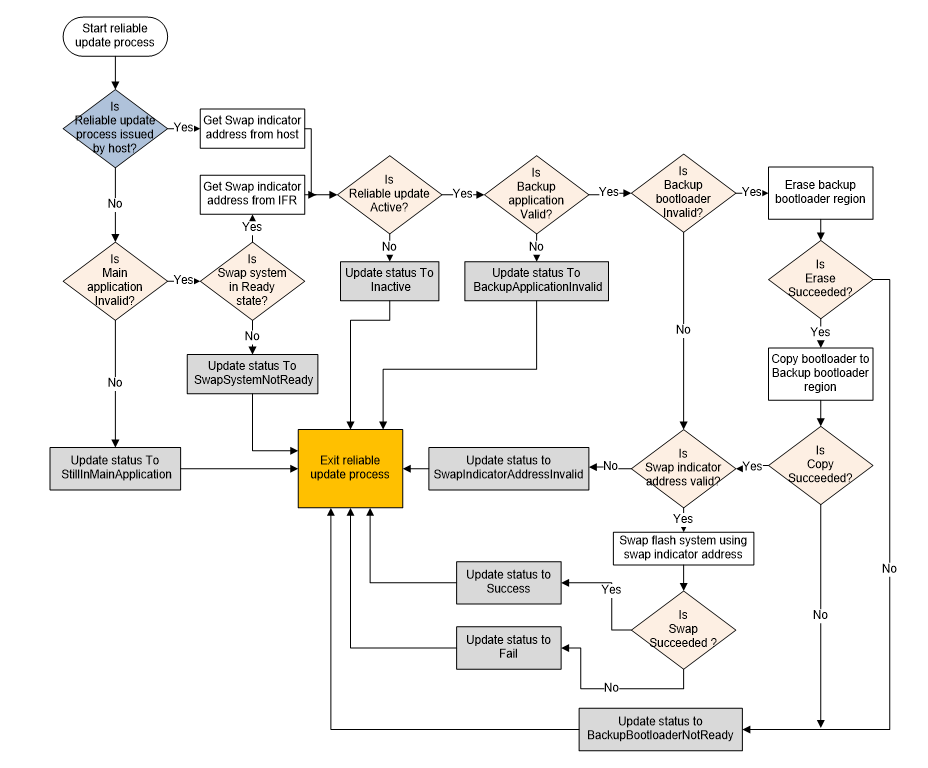 Start reliable
update process
Is
Reliable update
process issued
by host?
Yes
Get Swap indicator
address from host
No
Get Swap indicator
address from IFR
Yes
Is
Main
application
Invalid?
Yes
Is
Swap system
in Ready
state?
No
Update status To
SwapSystemNotReady
No
Update status To
StillInMainApplication
Is
Reliable update
Active?
Yes
No
Update status To
Inactive
Is
Backup
application
Valid?
Yes
No
Update status To
BackupApplicationInvalid
Is
Backup
bootloader
Invalid?
Yes
No
Erase backup
bootloader region
Is
Erase
Succeeded?
Yes
No
Copy bootloader to
Backup bootloader
region
Is
Copy
Succeeded?
Yes
No
Is
Swap indicator
address valid?
No
Update status to
SwapIndicatorAddressInvalid
Exit reliable
update process
Yes
Swap flash system using
swap indicator address
Is
Swap
Succeeded ?
Yes
Update status to
Success
No
Update status to
Fail
Update status to
BackupBootloaderNotReady